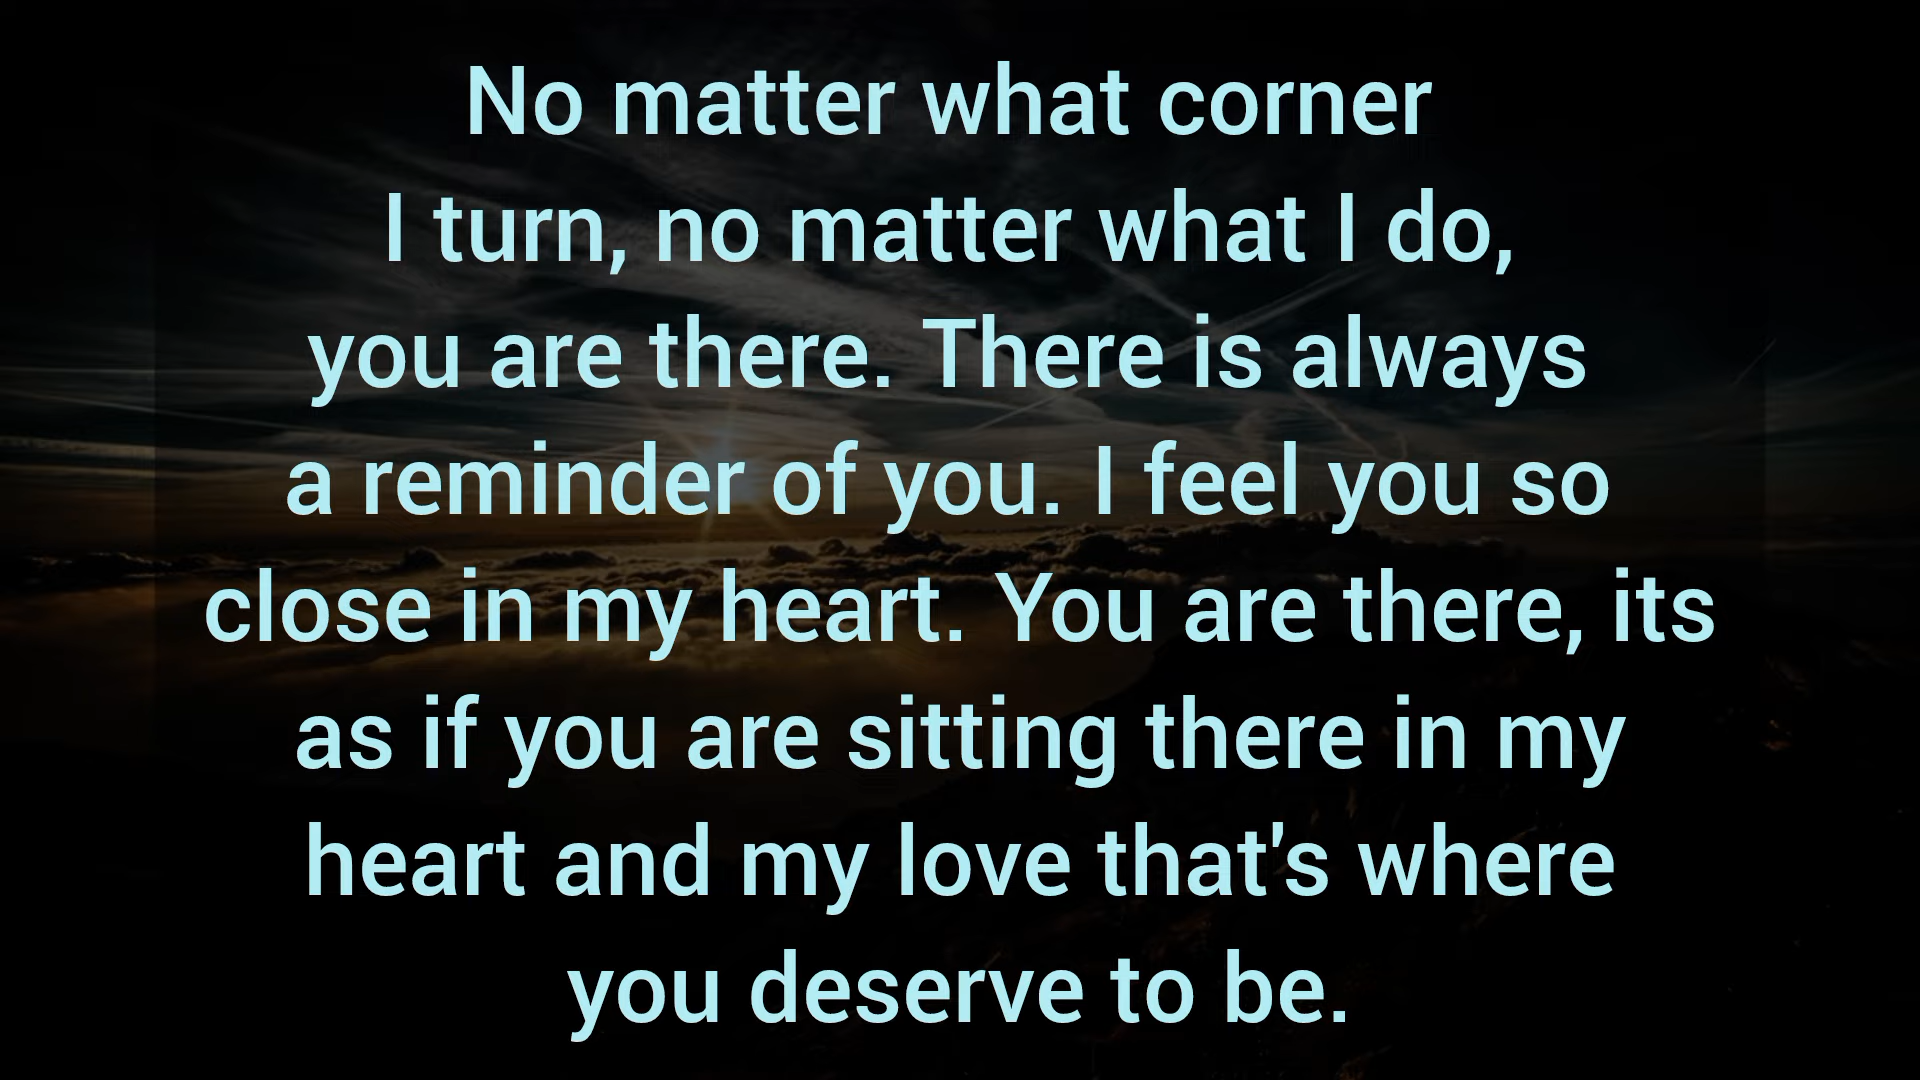 No matter what corner
I turn, no matter what I do,
you are there. There is always
a reminder of you. I feel you so
close in my heart. You are there, its
as if you are sitting there in my
heart and my love that's where
you deserve to be.